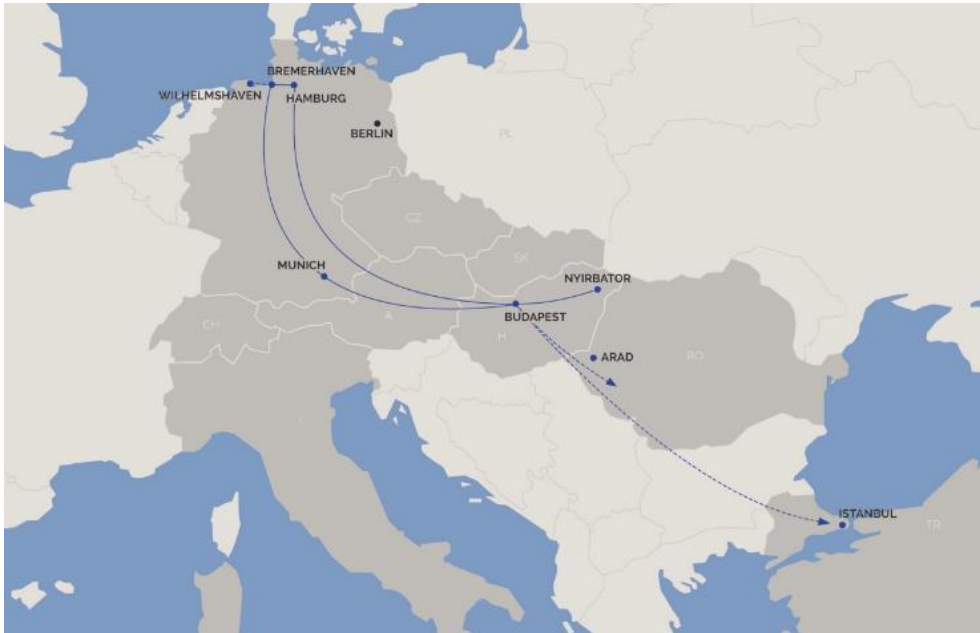 BREMERHAVEN
WILHELMSHAVEN
HAMBURG
BERLIN
PL
CZ
SK
MUNICH
NYIRBATOR
BUDAPEST
CH
A
H
ARAD
RO
I
ISTANBUL
TR